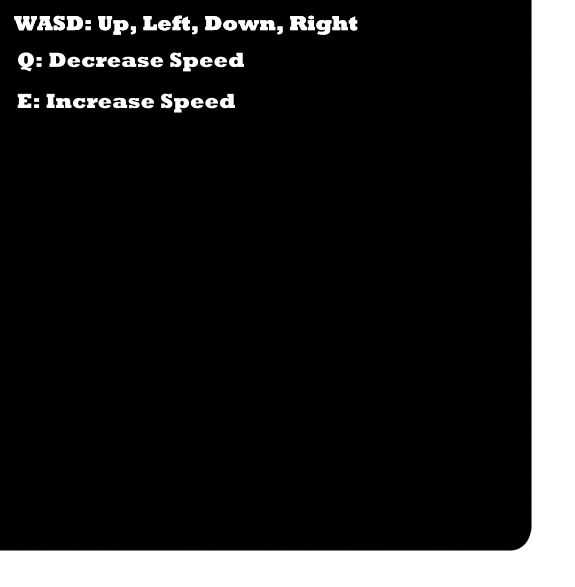 WASD: Up, Left, Down, Right
Q: Decrease Speed
E: Increase Speed